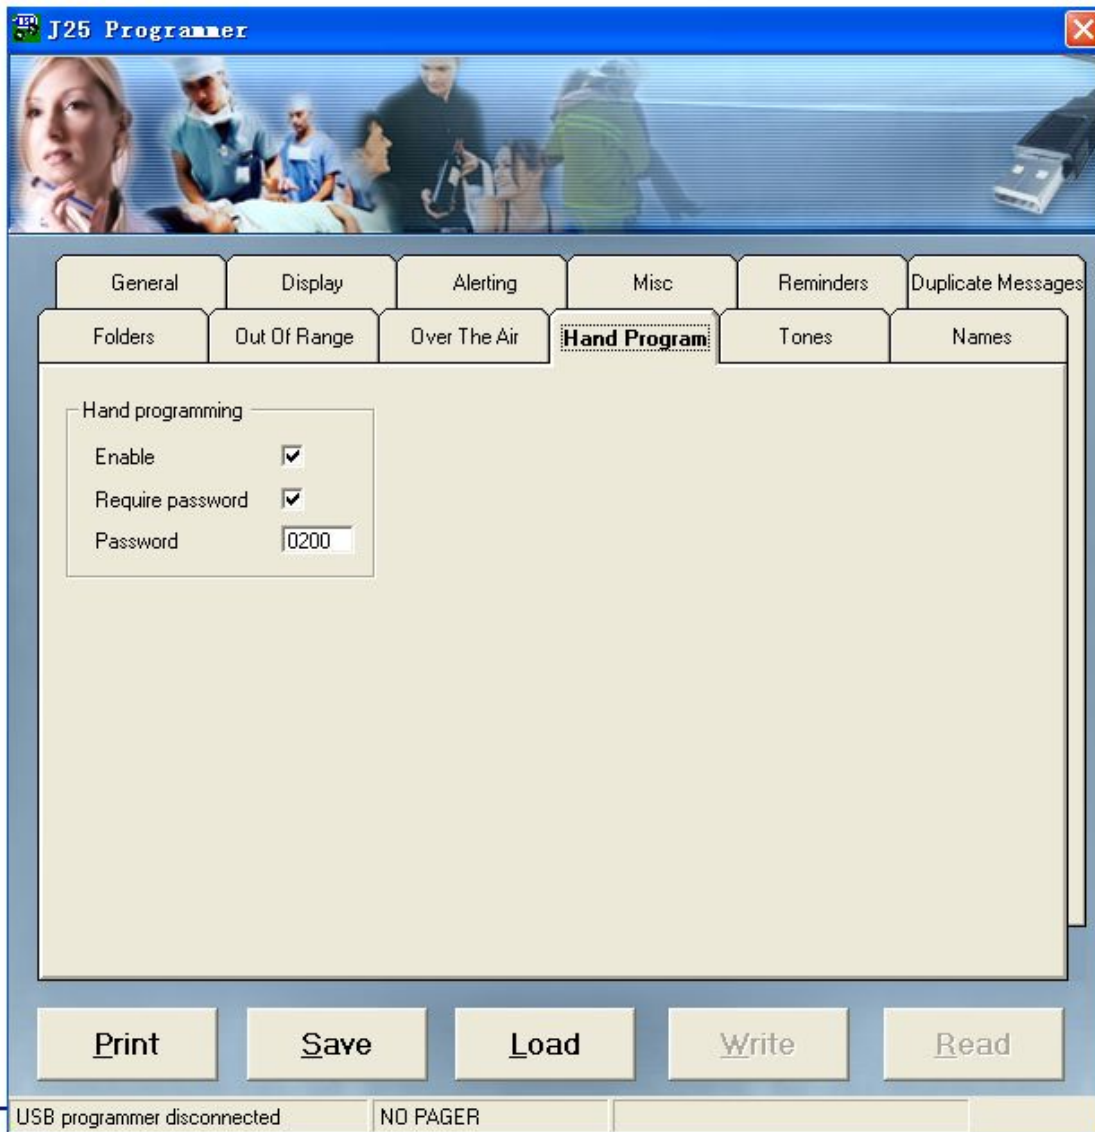 J25 Programmer
General Display Alerting Misc Reminders Duplicate Messages
Folders Out Of Range Over The Air Hand Program Tones Names
Hand programming
Enable
Require password
Password 0200
Print Save Load Write Read
USB programmer disconnected NO PAGER